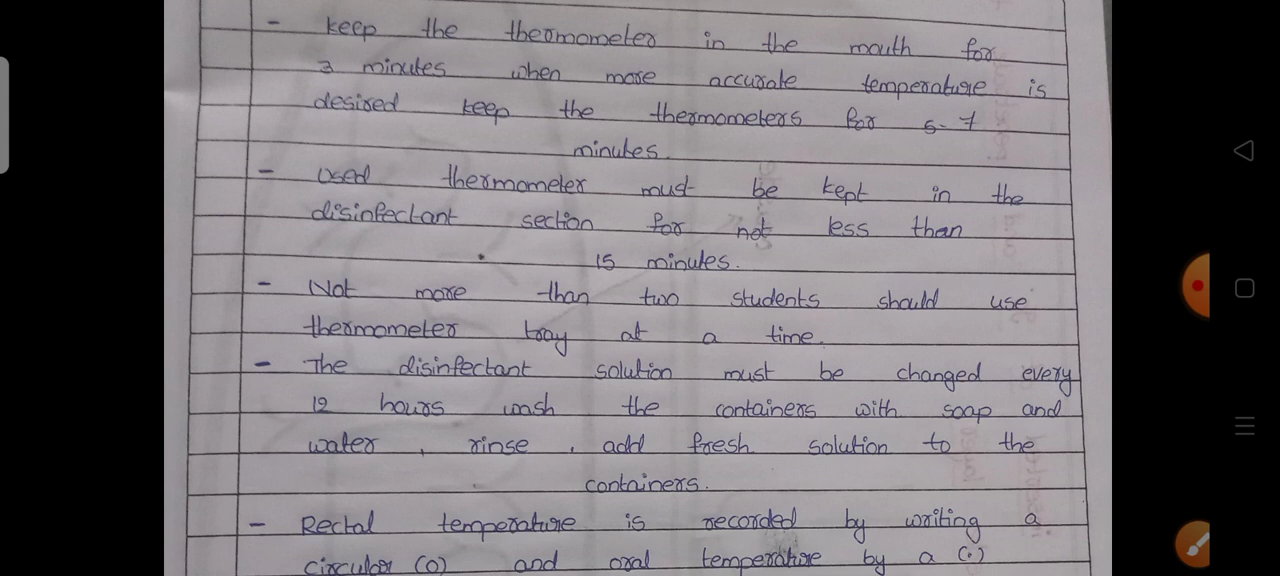 - keep the thermometer in the mouth for
3 minutes when more accurate temperature is
desired keep the thermometers for 5-7
minutes.
- Used thermometer must be kept in the
disinfectant section for not less than
15 minutes.
- Not more than two students should use
thermometer tray at a time.
- The disinfectant solution must be changed every
12 hours wash the containers with soap and
water, rinse, add fresh solution to the
containers.
- Rectal temperature is recorded by writing a
circular (0) and oral temperature by a (.)